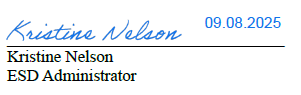 Kristine Nelson 09.08.2025
Kristine Nelson
ESD Administrator